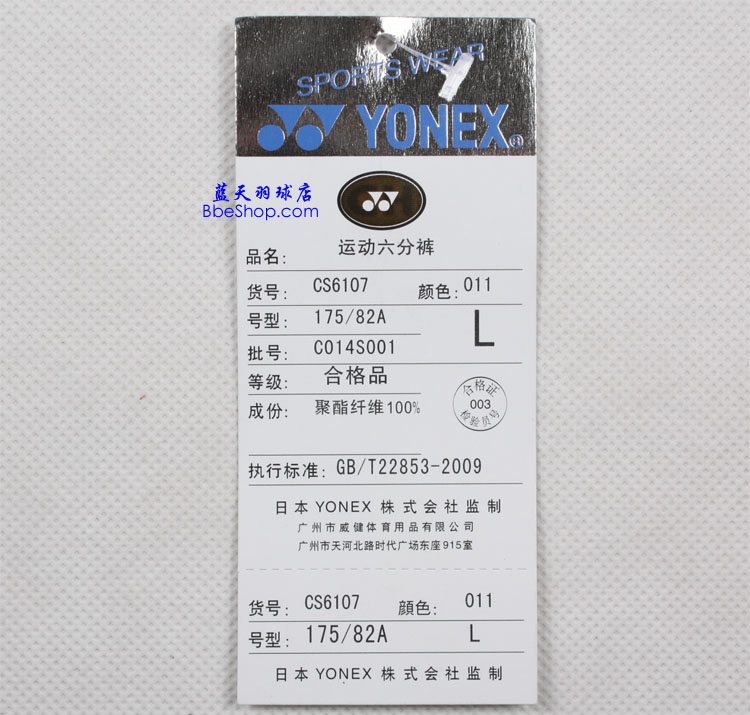 SPORTS WEAR
YONEX®
蓝天羽球店
BbeShop.com
品名: 运动六分裤
货号: CS6107 颜色: 011
号型: 175/82A L
批号: C014S001
等级: 合格品
成份: 聚酯纤维100%
合格证
003
检验员号
执行标准: GB/T22853-2009
日本 YONEX 株式会社监制
广州市威健体育用品有限公司
广州市天河北路时代广场东座915室
货号: CS6107 顔色: 011
号型: 175/82A L
日本 YONEX 株式会社监制